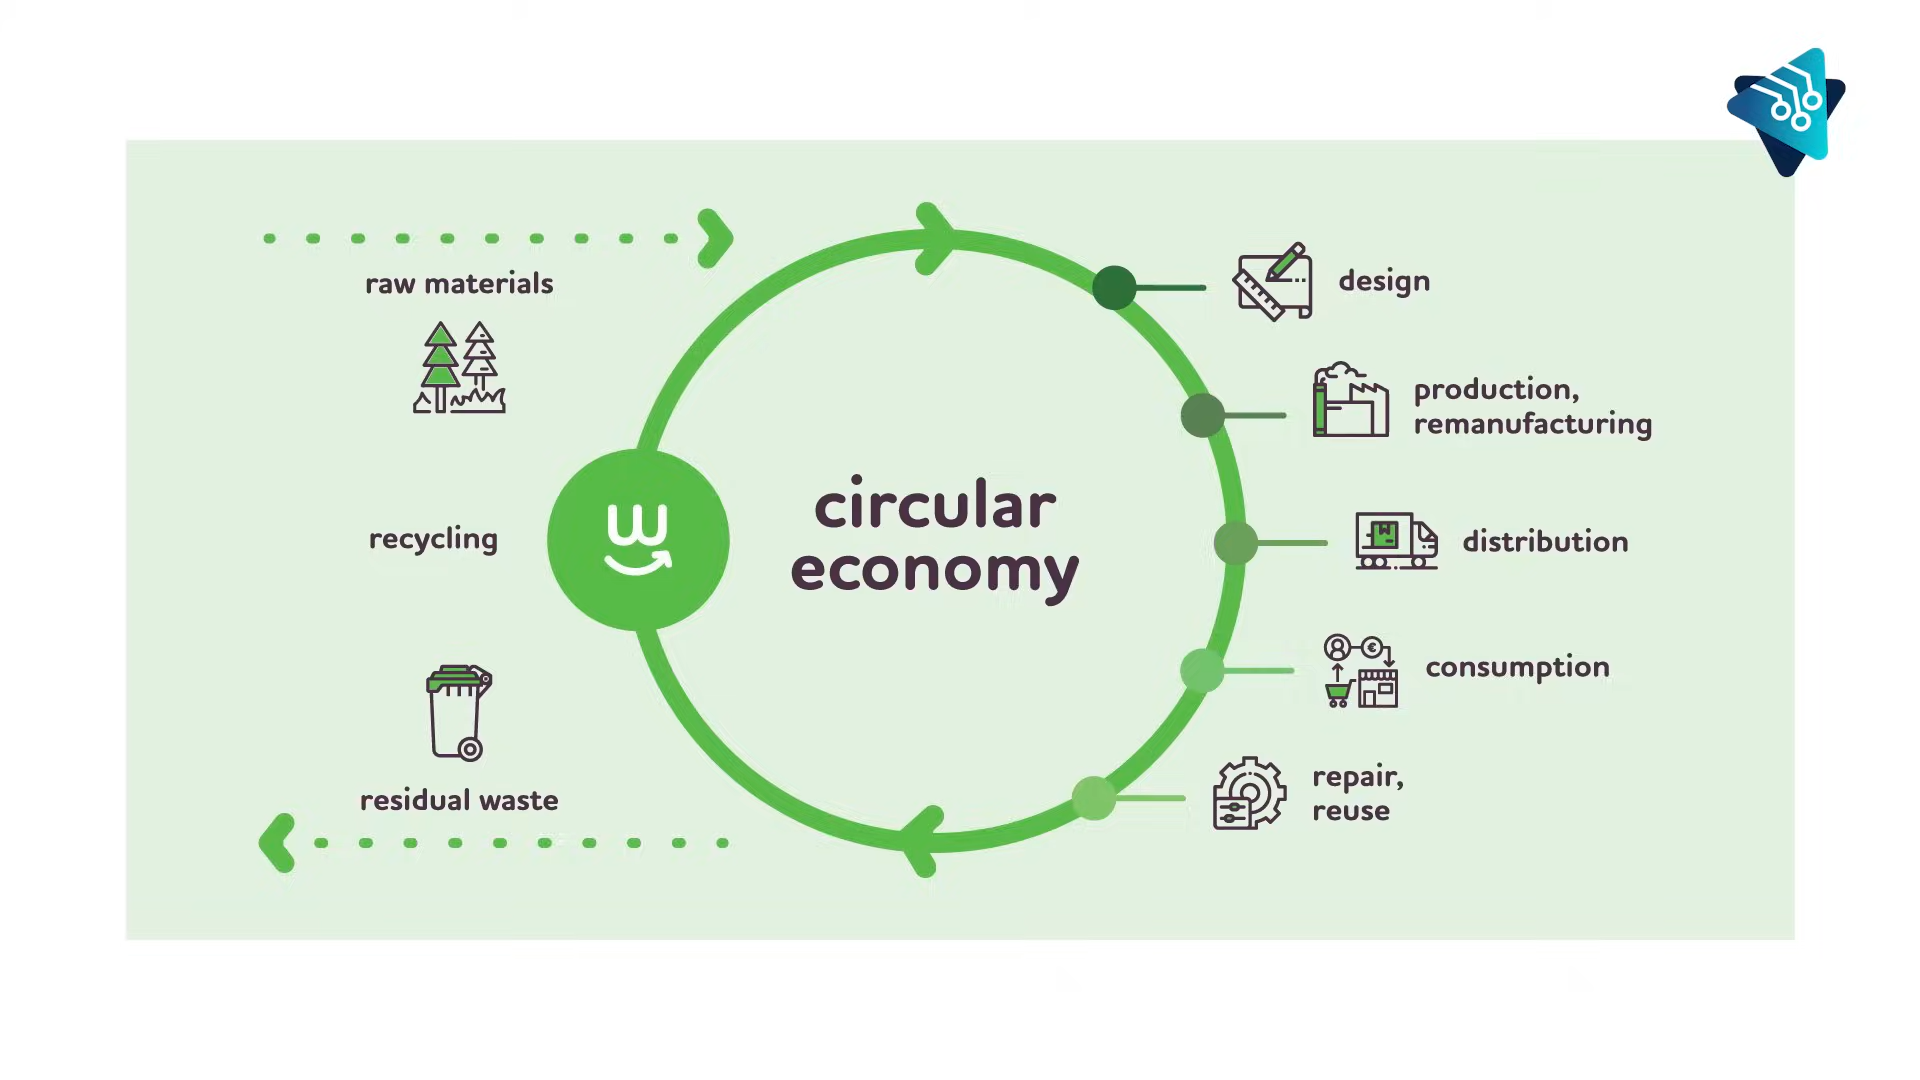 raw materials
recycling
residual waste
w
circular
economy
design
production,
remanufacturing
distribution
consumption
repair,
reuse